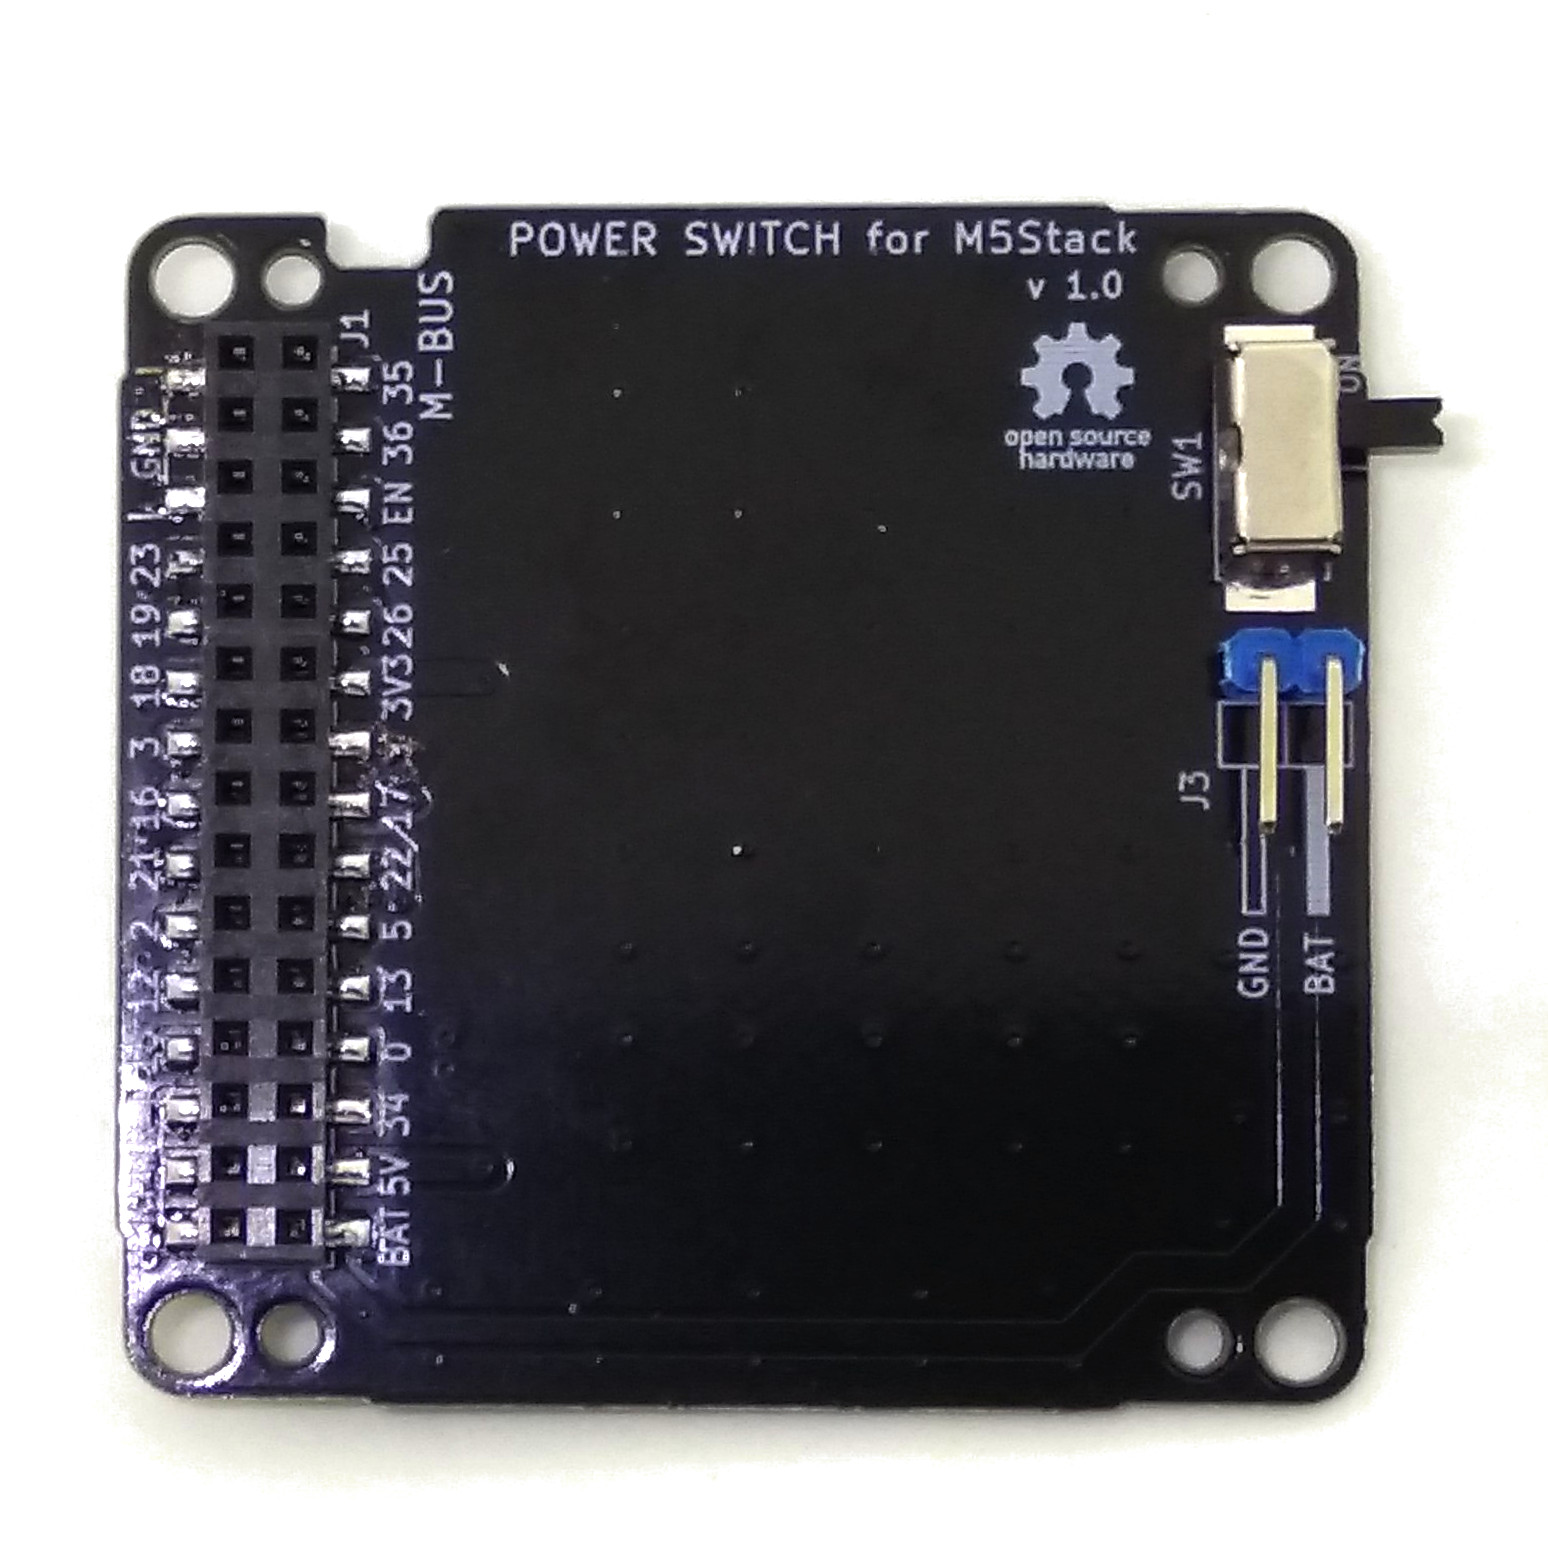 POWER SWITCH for M5Stack
v 1.0
open source
hardware
M-BUS
J1
35
36
EN
25
26
3V3
17
22
5
13
0
34
5V
BAT
GND
23
19
18
3
16
21
2
12
ON
SW1
J3
GND
BAT